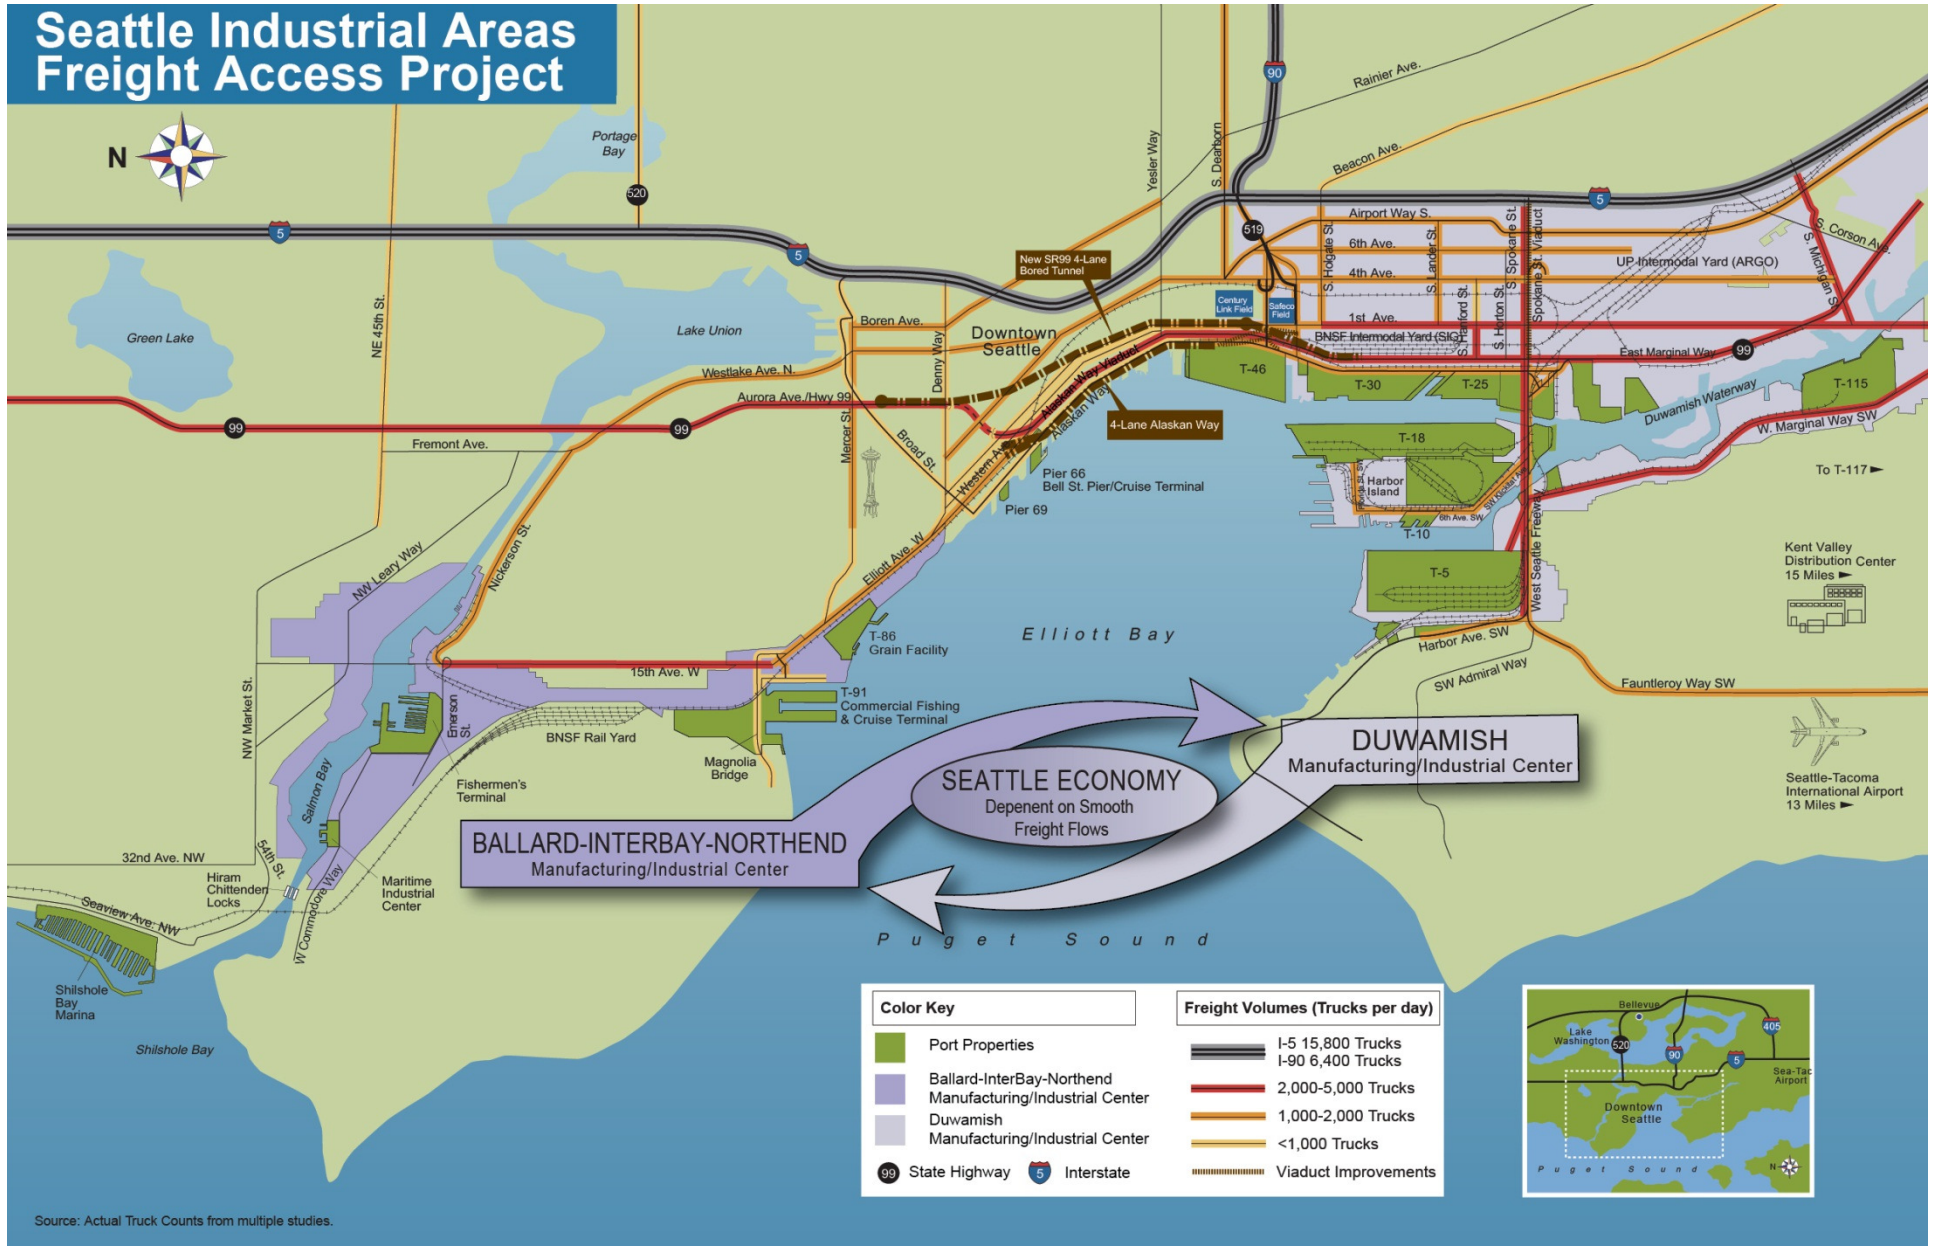 Seattle Industrial Areas
Freight Access Project
N
90
Rainier Ave.
Portage
Bay
520
Yesler Way
S. Dearborn
Beacon Ave.
5
5
5
519
Airport Way S.
6th Ave.
4th Ave.
1st Ave.
S. Holgate St.
S. Lander St.
S. Hanford St.
S. Horton St.
S. Spokane St.
Spokane St. Viaduct
S. Corson Ave.
S. Michigan S
UP Intermodal Yard (ARGO)
BNSF Intermodal Yard (SIG)
East Marginal Way
99
New SR99 4-Lane
Bored Tunnel
Century
Link Field
Safeco
Field
Green Lake
NE 45th St.
Lake Union
Boren Ave.
Downtown
Seattle
Denny Way
Westlake Ave. N.
Aurora Ave./Hwy 99
99
99
Fremont Ave.
Mercer St.
Broad St.
Western Av
Alaskan Way Viaduct
Alaskan Way
4-Lane Alaskan Way
T-46
T-30
T-25
T-115
Duwamish Waterway
W. Marginal Way SW
To T-117
T-18
Harbor
Island
SW Klickitat Ave
6th Ave. SW
T-10
T-5
West Seattle Freeway
Pier 66
Bell St. Pier/Cruise Terminal
Pier 69
Kent Valley
Distribution Center
15 Miles
NW Leary Way
Nickerson St.
Elliott Ave. W
Elliott Bay
T-86
Grain Facility
Harbor Ave. SW
SW Admiral Way
Fauntleroy Way SW
15th Ave. W
NW Market St.
Emerson
St.
BNSF Rail Yard
T-91
Commercial Fishing
& Cruise Terminal
Magnolia
Bridge
Fishermen's
Terminal
Salmon Bay
Seattle-Tacoma
International Airport
13 Miles
DUWAMISH
Manufacturing/Industrial Center
SEATTLE ECONOMY
Depenent on Smooth
Freight Flows
BALLARD-INTERBAY-NORTHEND
Manufacturing/Industrial Center
32nd Ave. NW
54th St.
Hiram
Chittenden
Locks
Maritime
Industrial
Center
W Commodore Way
Seaview Ave. NW
Puget Sound
Shilshole
Bay
Marina
Shilshole Bay
Color Key
Port Properties
Ballard-InterBay-Northend
Manufacturing/Industrial Center
Duwamish
Manufacturing/Industrial Center
99 State Highway
5 Interstate
Freight Volumes (Trucks per day)
I-5 15,800 Trucks
I-90 6,400 Trucks
2,000-5,000 Trucks
1,000-2,000 Trucks
<1,000 Trucks
Viaduct Improvements
Bellevue
Lake
Washington
520
90
405
5
Sea-Tac
Airport
Downtown
Seattle
Puget Sound
N
Source: Actual Truck Counts from multiple studies.